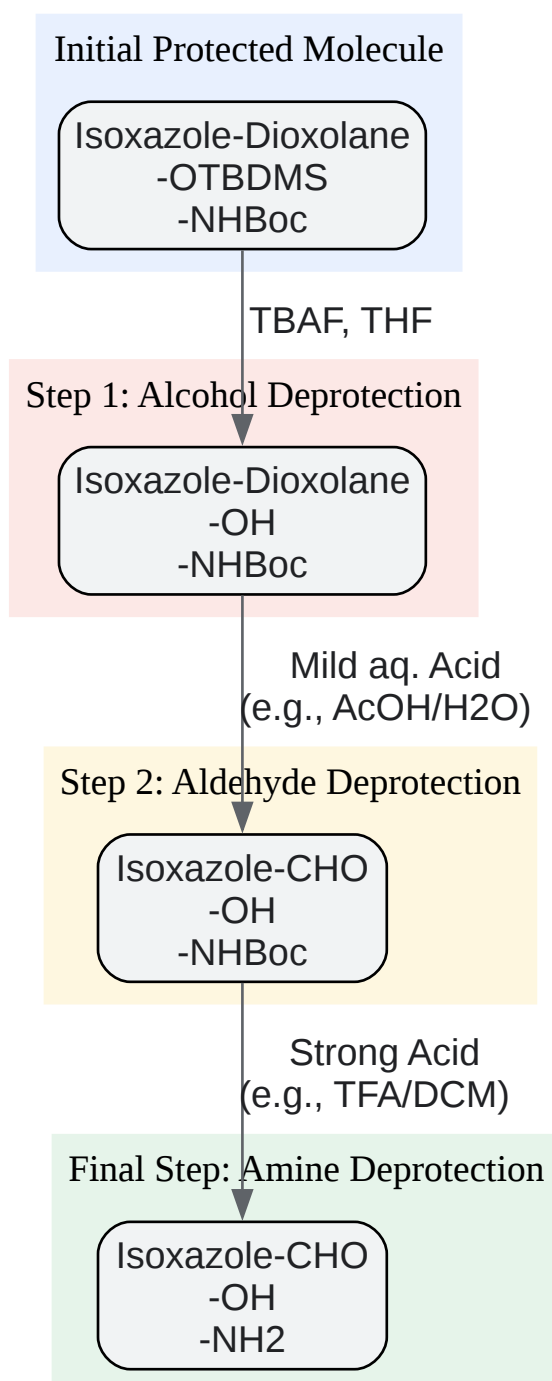 Initial Protected Molecule
Isoxazole-Dioxolane
-OTBDMS
-NHBoc
TBAF, THF
Step 1: Alcohol Deprotection
Isoxazole-Dioxolane
-OH
-NHBoc
Mild aq. Acid
(e.g., AcOH/H2O)
Step 2: Aldehyde Deprotection
Isoxazole-CHO
-OH
-NHBoc
Strong Acid
(e.g., TFA/DCM)
Final Step: Amine Deprotection
Isoxazole-CHO
-OH
-NH2